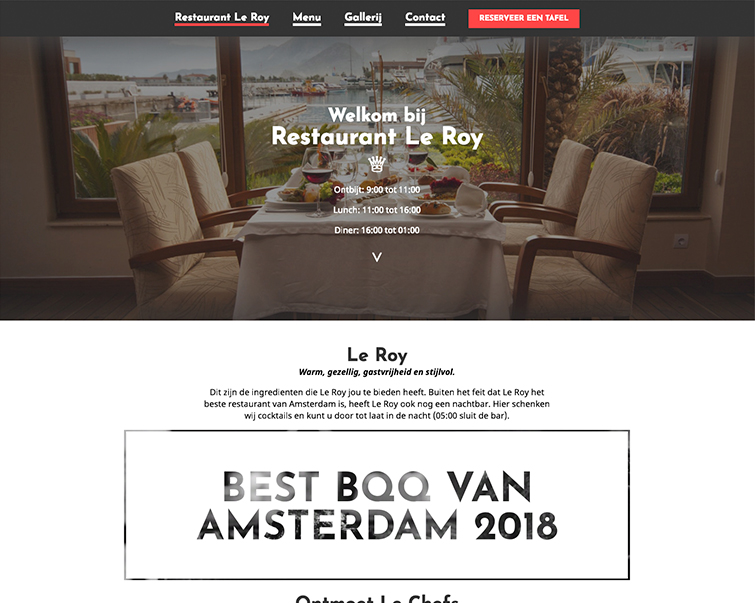 Restaurant Le Roy Menu Gallerij Contact RESERVEER EEN TAFEL
Welkom bij
Restaurant Le Roy
Ontbijt: 9:00 tot 11:00
Lunch: 11:00 tot 16:00
Diner: 16:00 tot 01:00
Le Roy
Warm, gezellig, gastvrijheid en stijlvol.
Dit zijn de ingredienten die Le Roy jou te bieden heeft. Buiten het feit dat Le Roy het
beste restaurant van Amsterdam is, heeft Le Roy ook nog een nachtbar. Hier schenken
wij cocktails en kunt u door tot laat in de nacht (05:00 sluit de bar).
BEST BQQ VAN
AMSTERDAM 2018
Ontmoet Le Chefs